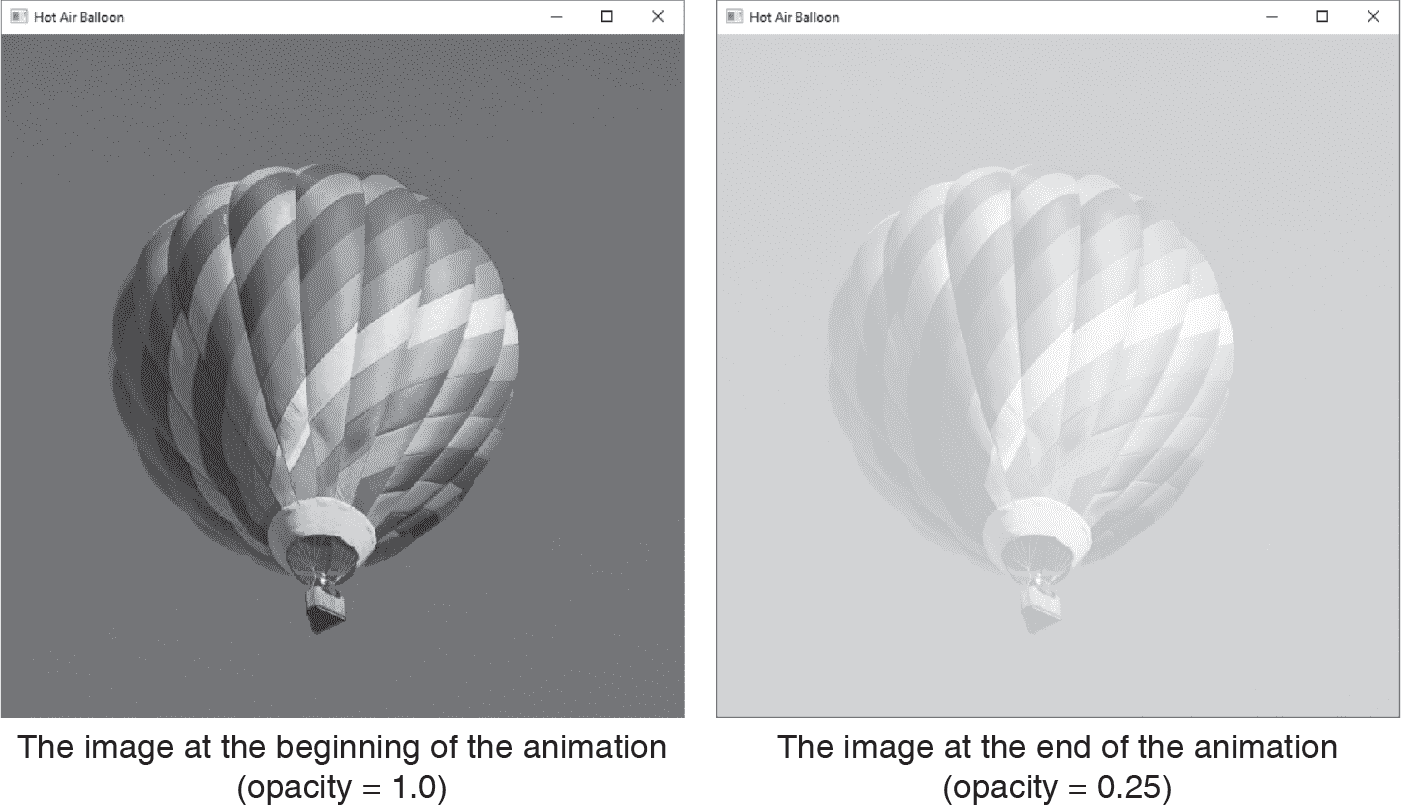 Hot Air Balloon
Hot Air Balloon
The image at the beginning of the animation
(opacity = 1.0)
The image at the end of the animation
(opacity = 0.25)